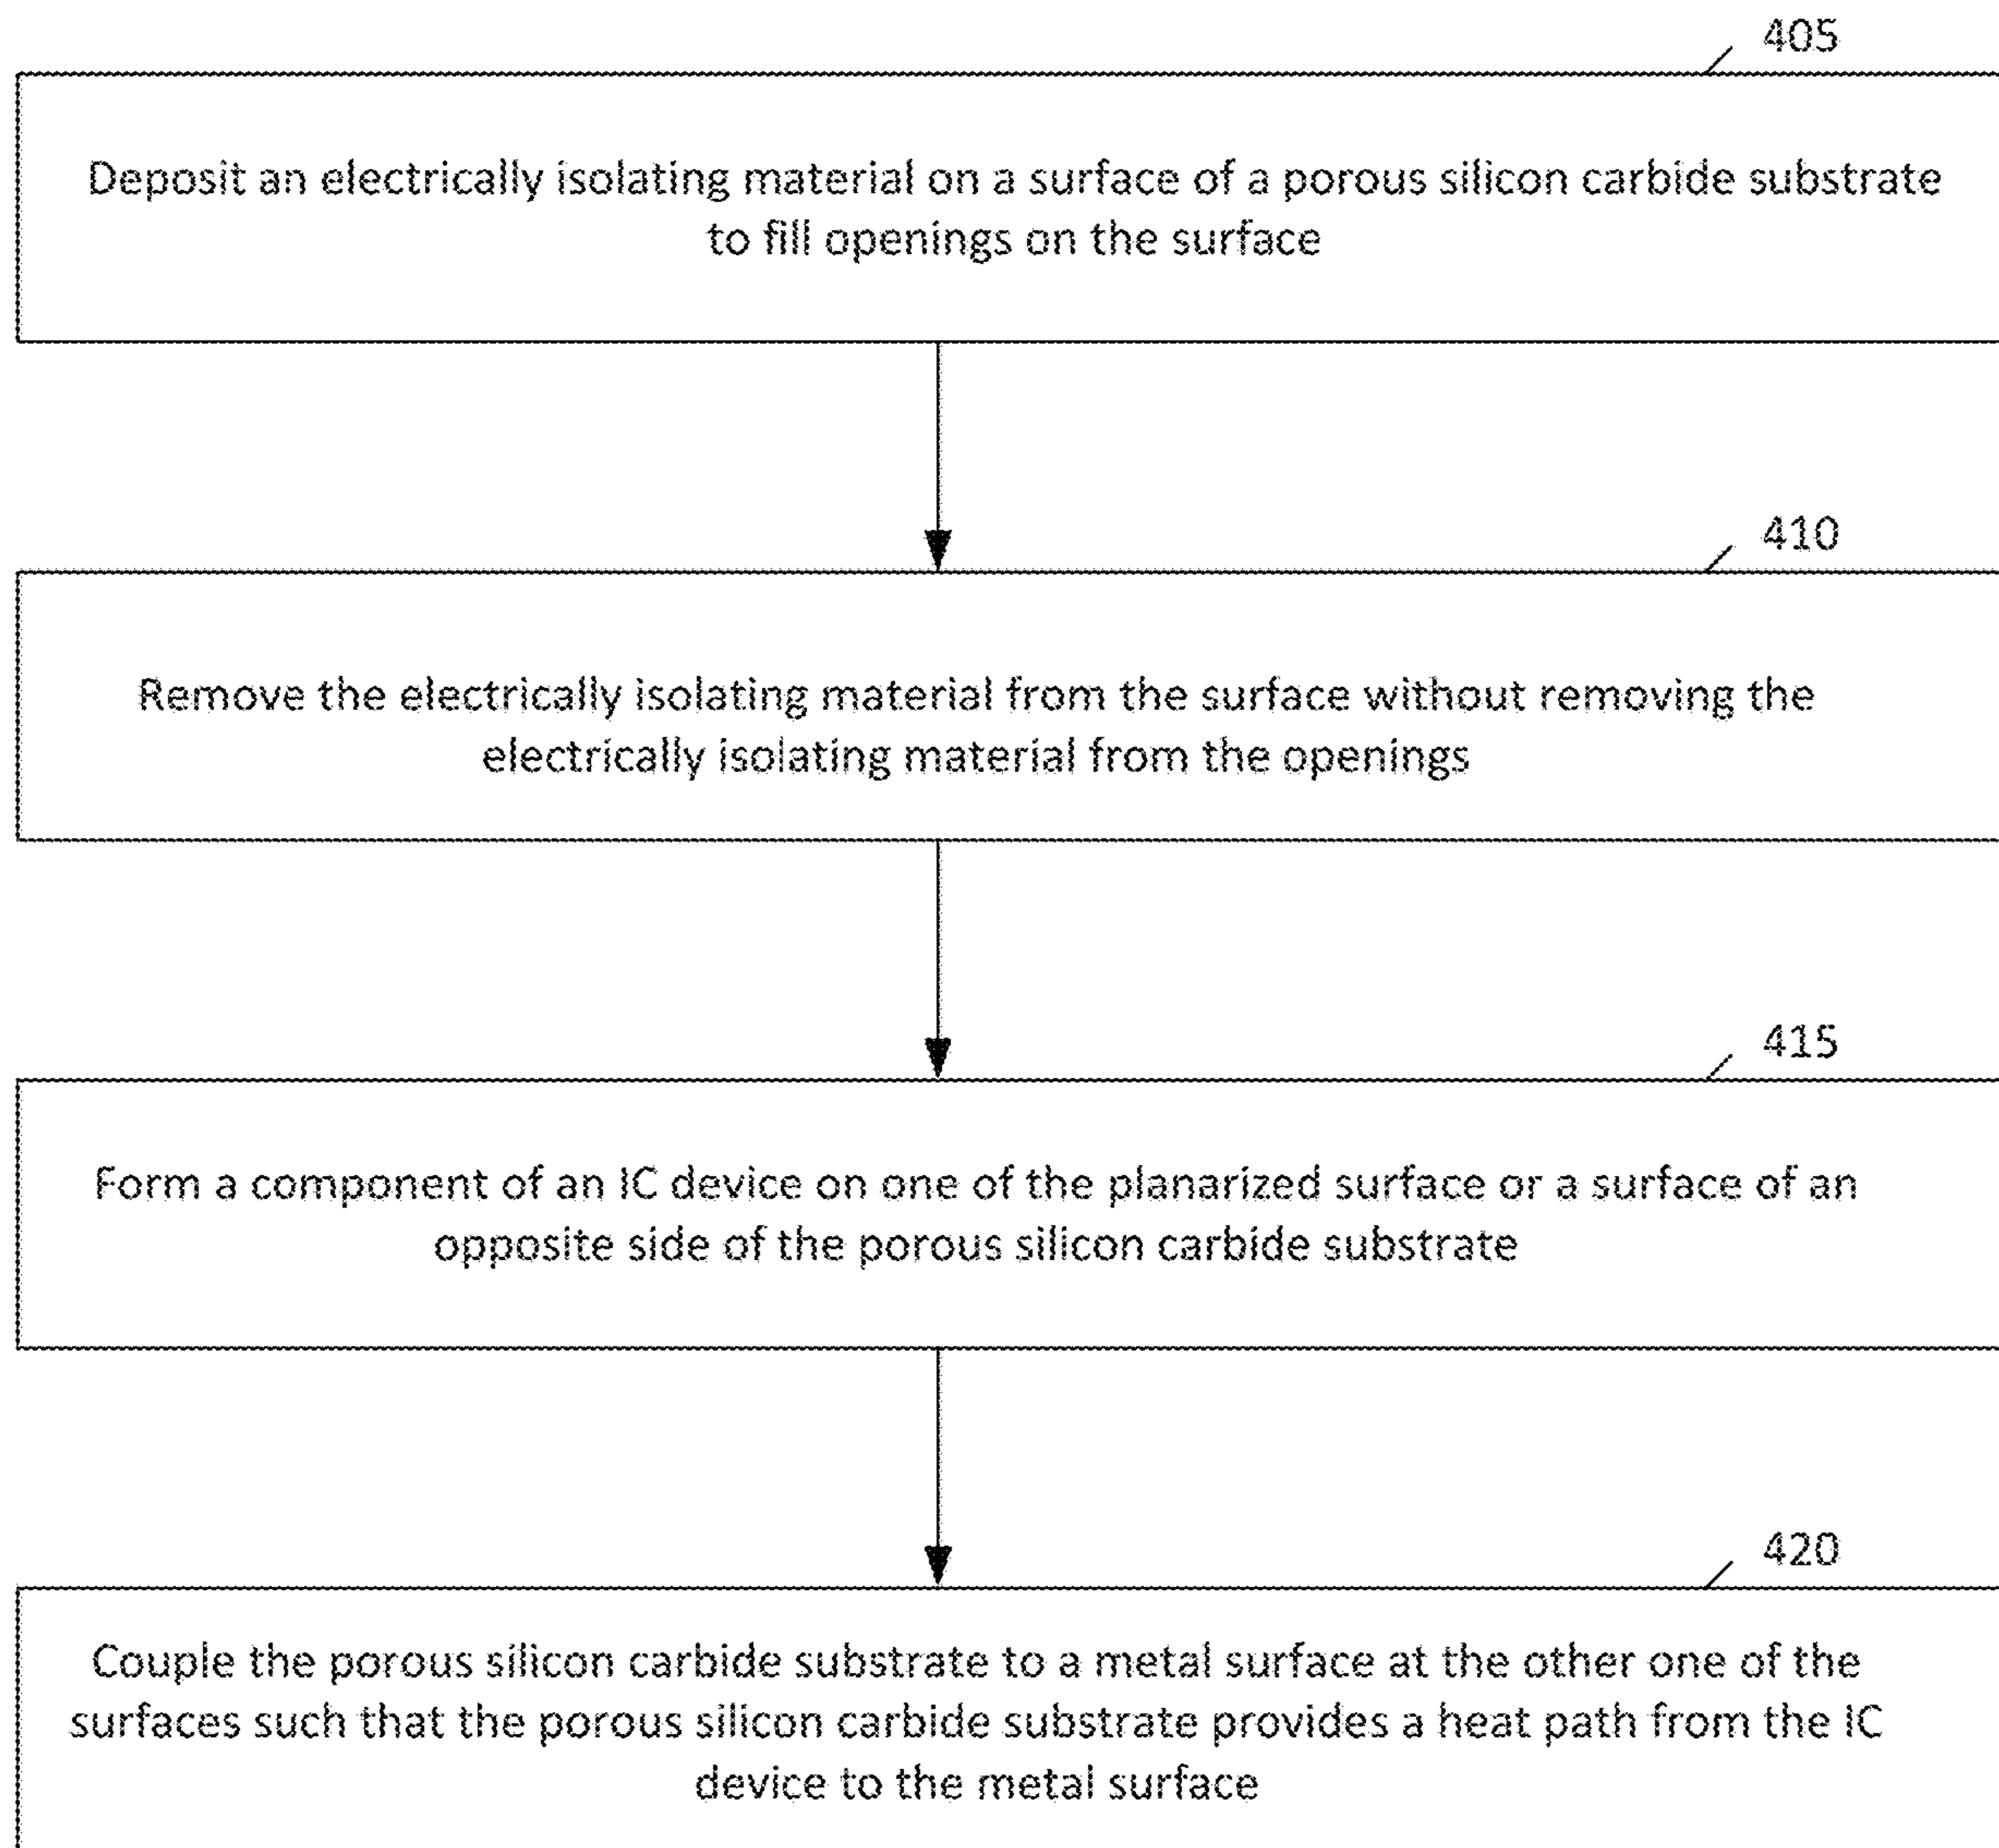 405
Deposit an electrically isolating material on a surface of a porous silicon carbide substrate
to fill openings on the surface
410
Remove the electrically isolating material from the surface without removing the
electrically isolating material from the openings
415
Form a component of an IC device on one of the planarized surface or a surface of an
opposite side of the porous silicon carbide substrate
420
Couple the porous silicon carbide substrate to a metal surface at the other one of the
surfaces such that the porous silicon carbide substrate provides a heat path from the IC
device to the metal surface